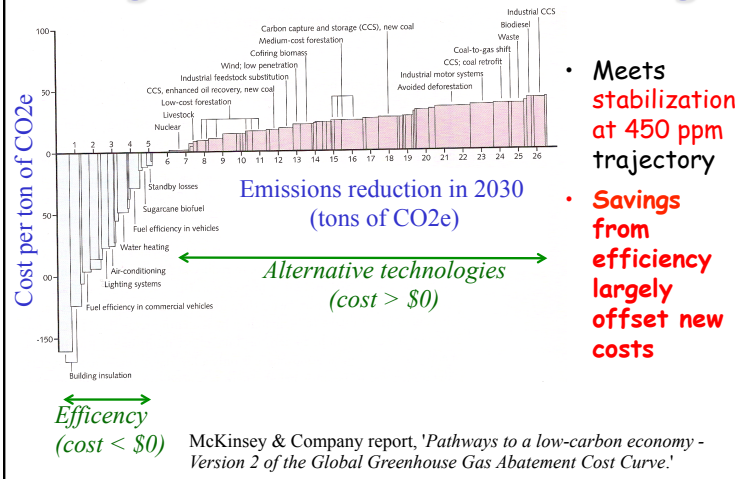 Industrial CCS
Carbon capture and storage (CCS), new coal
Biodiesel
Medium-cost forestation
Waste
Cofiring biomass
Coal-to-gas shift
Wind; low penetration
CCS; coal retrofit
Industrial feedstock substitution
Industrial motor systems
CCS, enhanced oil recovery, new coal
Avoided deforestation
Low-cost forestation
Livestock
Nuclear
100
50
0
50
00
-150
Cost per ton of CO2e
1 2 3 4 5
6 7 8 9 10 11 12 13 14 15 16 17 18 19 20 21 22 23 24 25 26
Standby losses
Sugarcane biofuel
Fuel efficiency in vehicles
Water heating
Air-conditioning
Lighting systems
Fuel efficiency in commercial vehicles
Building insulation
Emissions reduction in 2030
(tons of CO2e)
Alternative technologies
(cost > $0)
Efficency
(cost < $0)
• Meets
stabilization
at 450 ppm
trajectory
• Savings
from
efficiency
largely
offset new
costs
McKinsey & Company report, 'Pathways to a low-carbon economy -
Version 2 of the Global Greenhouse Gas Abatement Cost Curve.'